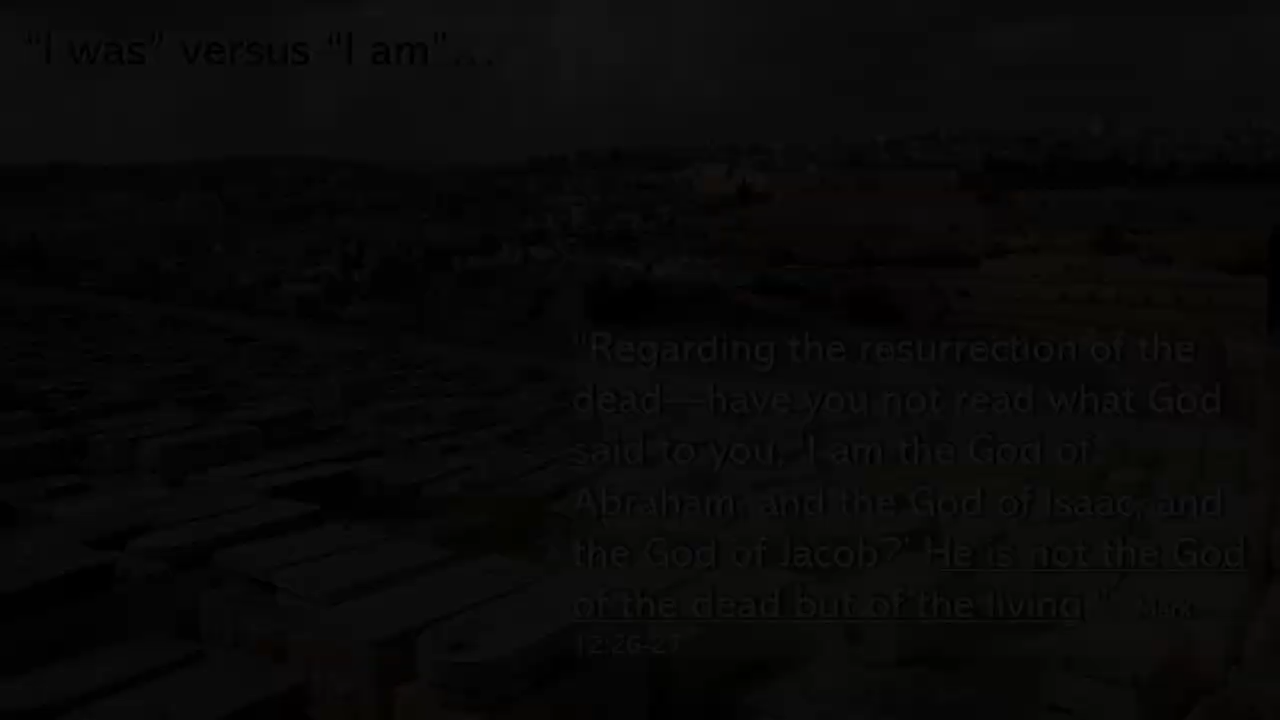 “I was” versus “I am”...
"Regarding the resurrection of the
dead—have you not read what God
said to you, 'I am the God of
Abraham, and the God of Isaac, and
the God of Jacob?' He is not the God
of the dead but of the living." Mark
12:26-27